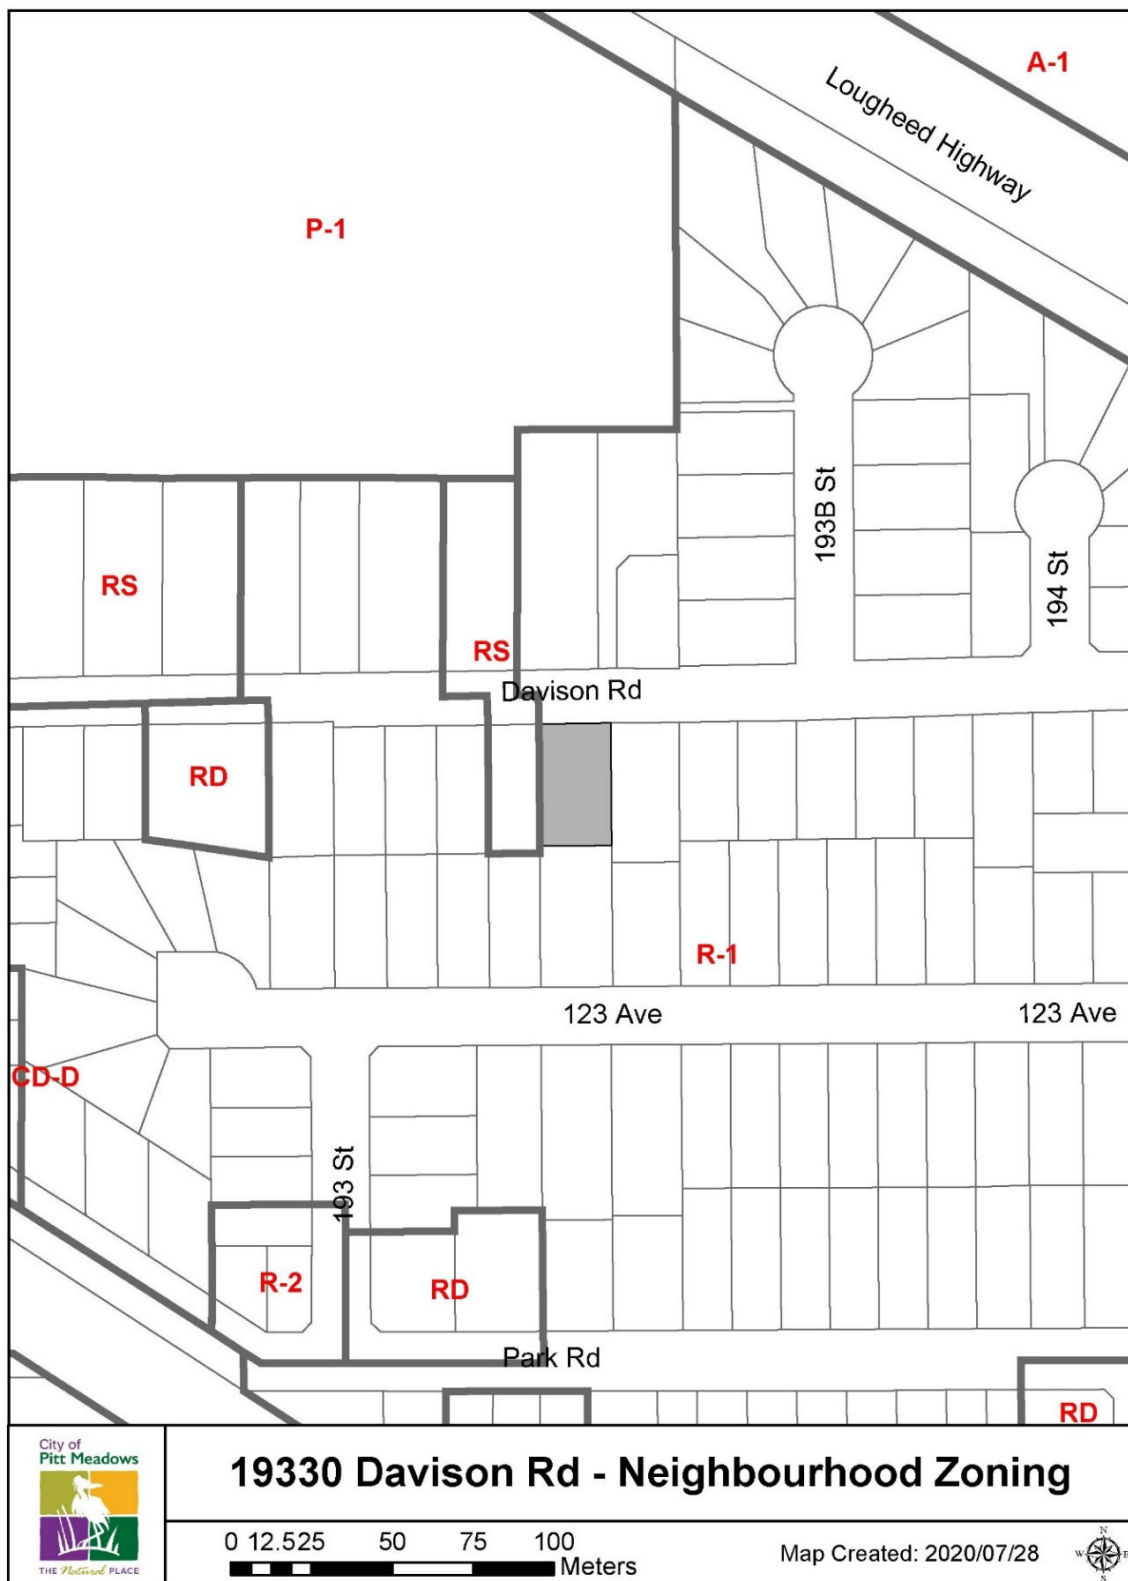 A-1
Lougheed Highway
P-1
193B St
194 St
RS
RS
Davison Rd
RD
R-1
123 Ave
123 Ave
CD-D
193 St
R-2
RD
Park Rd
RD
City of
Pitt Meadows
THE Natural PLACE
19330 Davison Rd - Neighbourhood Zoning
0 12.525 50 75 100
Meters
Map Created: 2020/07/28
N
W E
S